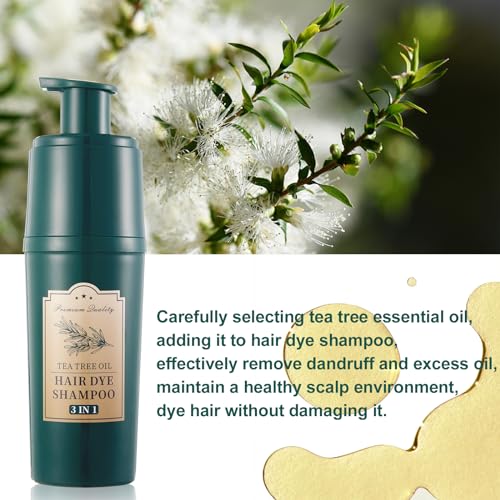 Premium Quality
TEA TREE OIL
HAIR DYE
SHAMPOO
3 IN 1
Carefully selecting tea tree essential oil,
adding it to hair dye shampoo,
effectively remove dandruff and excess oil,
maintain a healthy scalp environment,
dye hair without damaging it.